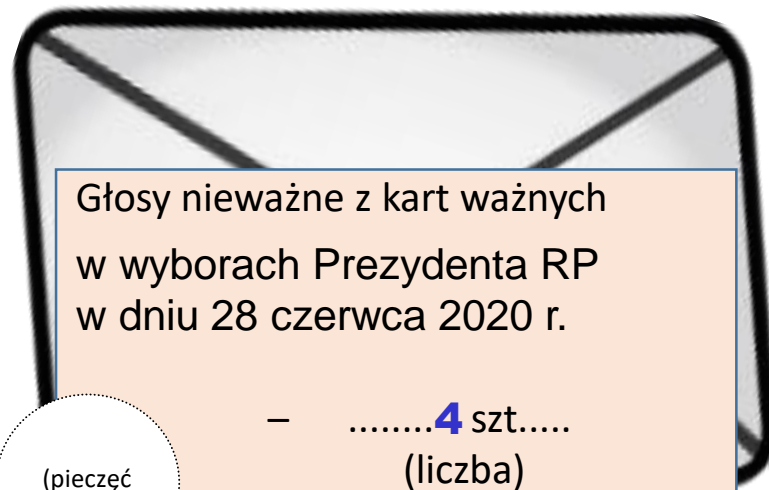 Głosy nieważne z kart ważnych
w wyborach Prezydenta RP
w dniu 28 czerwca 2020 r.
– ........4 szt.....
(liczba)
(pieczęć